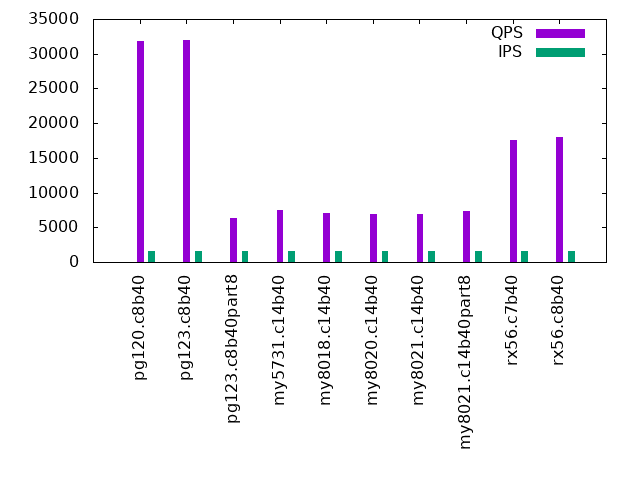 35000
30000
25000
20000
15000
10000
5000
0
QPS
IPS
pg120.c8b40
pg123.c8b40
pg123.c8b40part8
my5731.c14b40
my8018.c14b40
my8020.c14b40
my8021.c14b40
my8021.c14b40part8
rx56.c7b40
rx56.c8b40